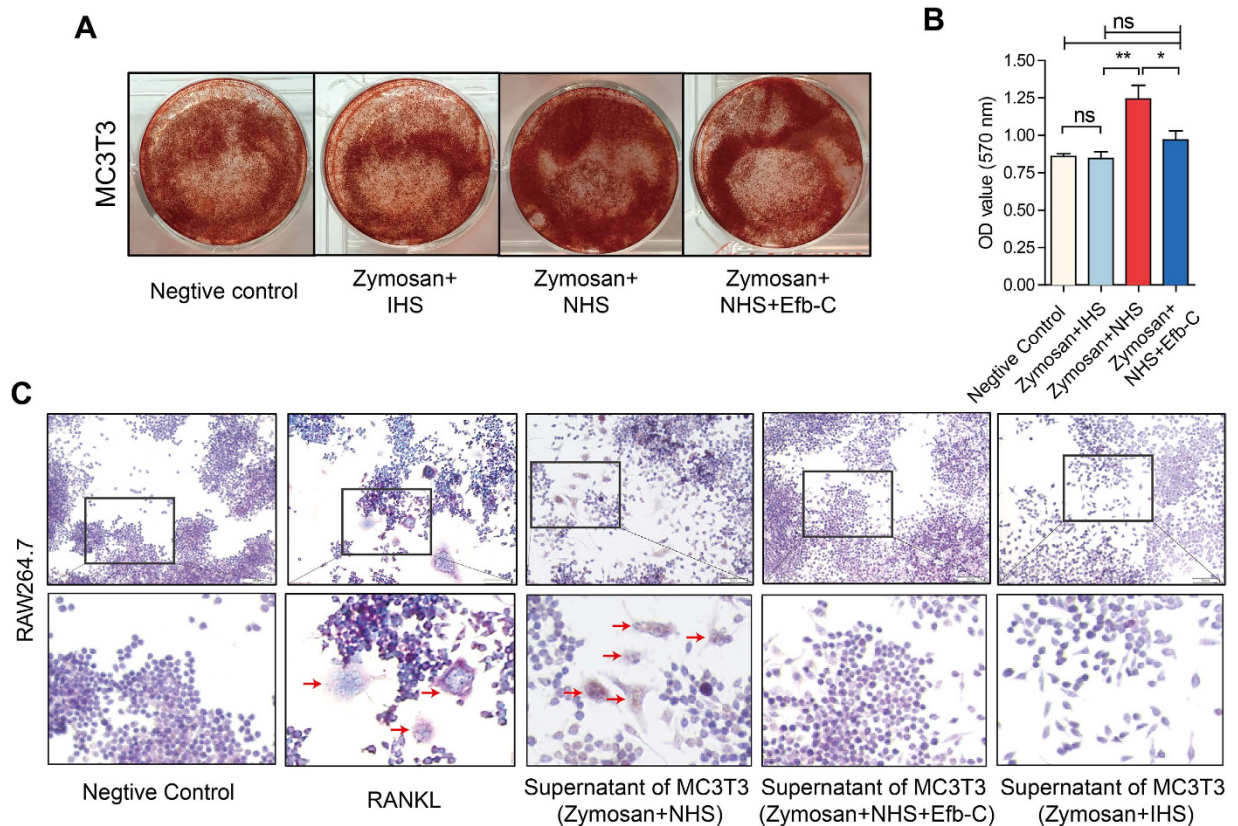 A
MC3T3
Negtive control
Zymosan+
IHS
Zymosan+
NHS
Zymosan+
NHS+Efb-C
B
ns
**
*
ns
OD value (570 nm)
1.25
1.00
0.75
0.50
0.25
0.00
Negtive Control
Zymosan+IHS
Zymosan+NHS
Zymosan+
NHS+Efb-C
C
RAW264.7
Negtive Control
RANKL
Supernatant of MC3T3
(Zymosan+NHS)
Supernatant of MC3T3
(Zymosan+NHS+Efb-C)
Supernatant of MC3T3
(Zymosan+IHS)